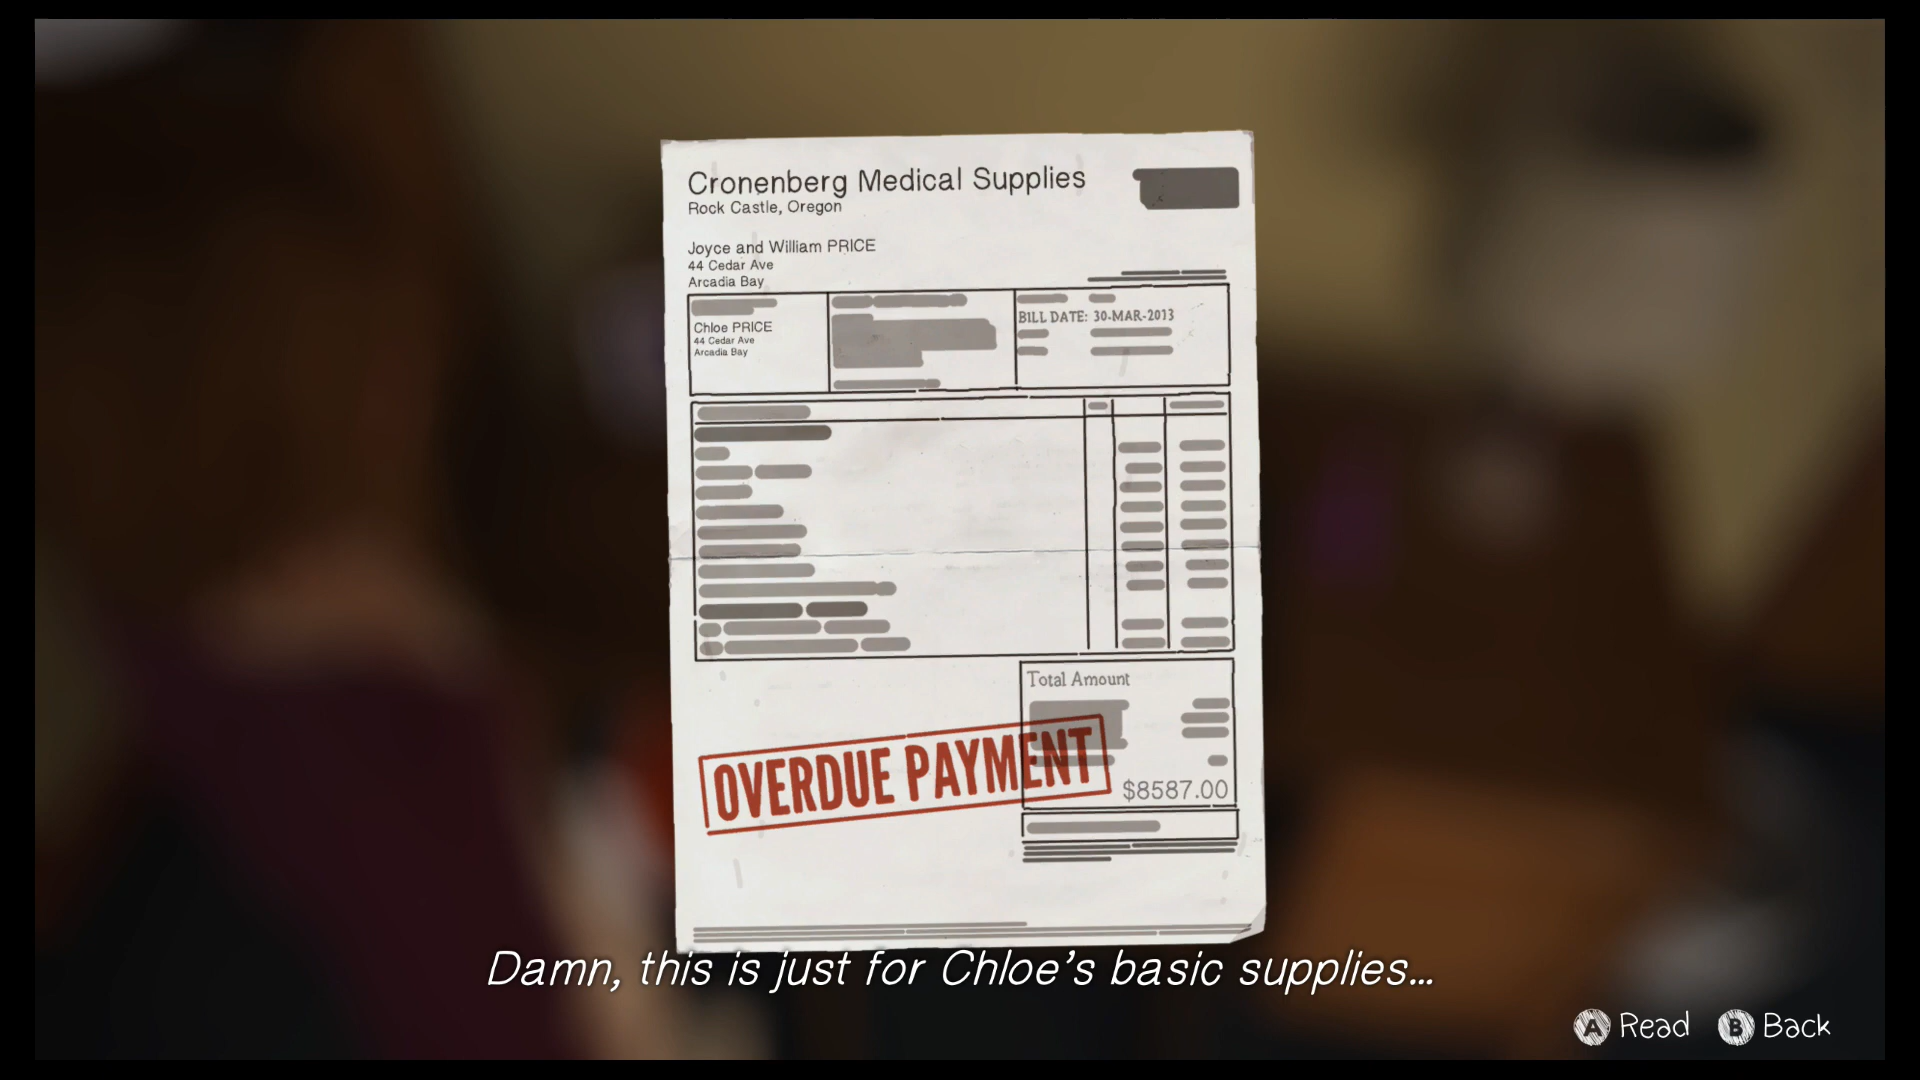 Cronenberg Medical Supplies
Rock Castle, Oregon
Joyce and William PRICE
44 Cedar Ave
Arcadia Bay
Chloe PRICE
44 Cedar Ave
Arcadia Bay
BILL DATE: 30-MAR-2013
Total Amount
OVERDUE PAYMENT
$8587.00
Damn, this is just for Chloe's basic supplies...
A Read B Back